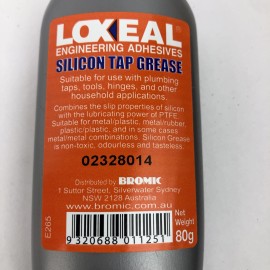 LOXEAL
ENGINEERING ADHESIVES
SILICON TAP GREASE
Suitable for use with plumbing
taps, tools, hinges, and other
household applications.
Combines the slip properties of silicon
with the lubricating power of PTFE.
Suitable for metal/plastic, metal/rubber,
plastic/plastic, and in some cases
metal/metal combinations. Silicon Grease
is non-toxic, odourless and tasteless.
02328014
Distributed by BROMIC
1 Suttor Street, Silverwater Sydney
NSW 2128 Australia
www.bromic.com.au
E265
9 320688 011251
Net
Weight
80g